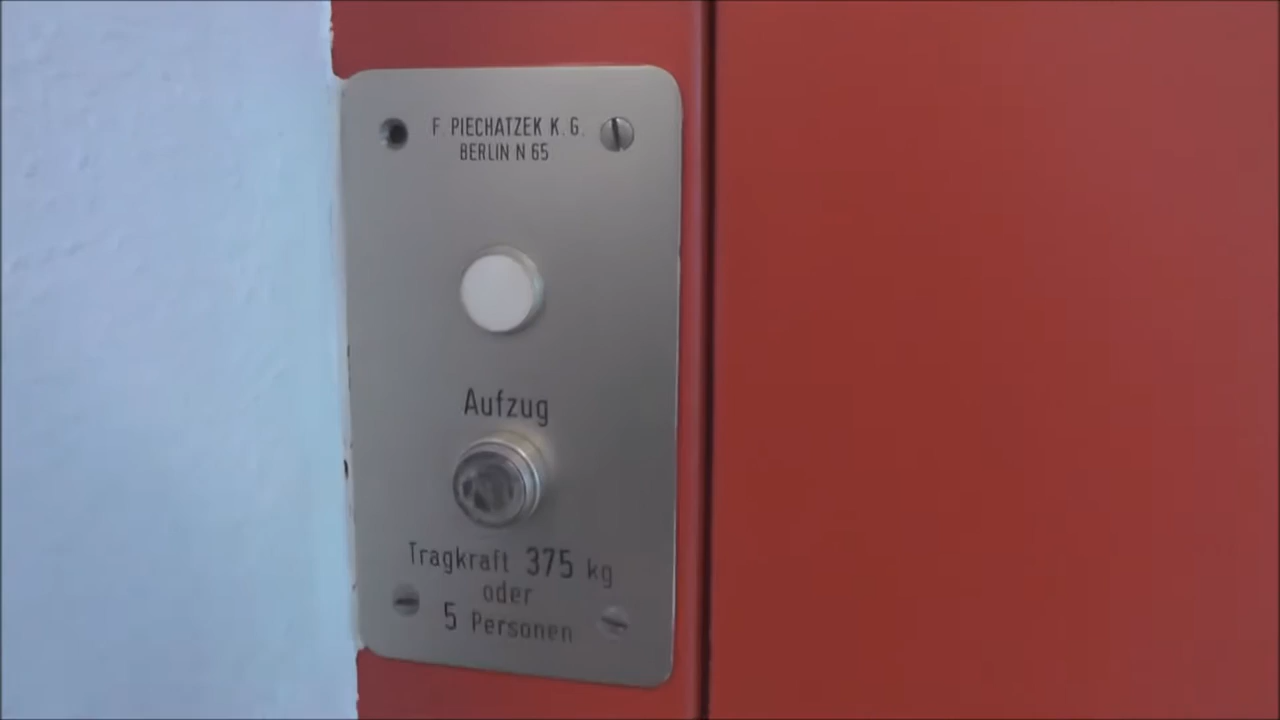 F. PIECHATZEK K. G.
BERLIN N 65
Aufzug
Tragkraft 375 kg
oder
5 Personen